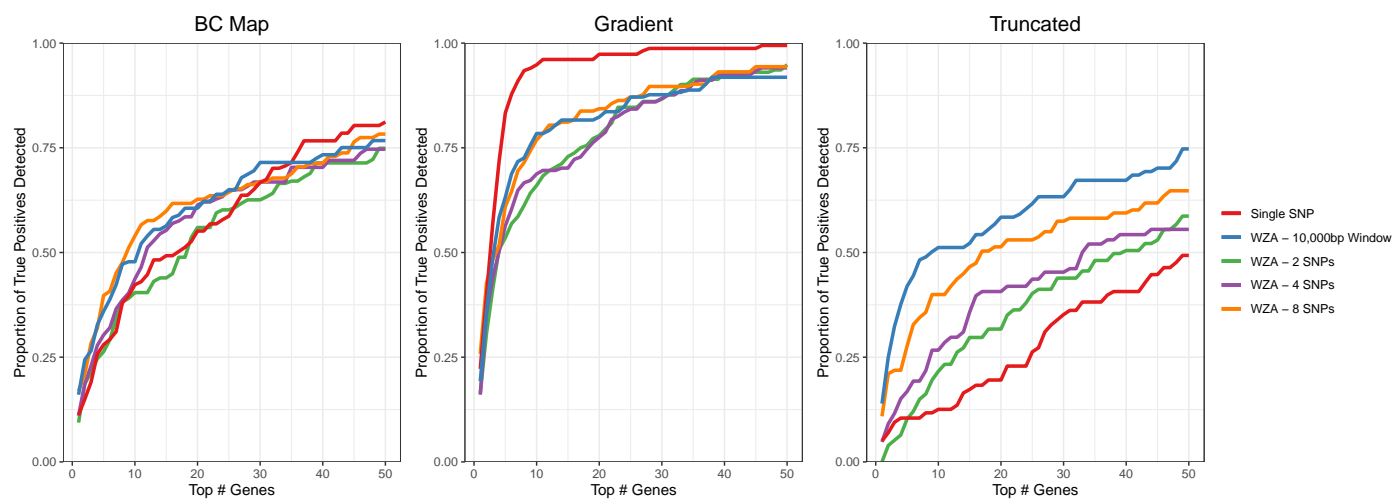 BC Map
Gradient
Truncated
Proportion of True Positives Detected
1.00
0.75
0.50
0.25
0.00
0 10 20 30 40 50
Top # Genes
Proportion of True Positives Detected
1.00
0.75
0.50
0.25
0.00
0 10 20 30 40 50
Top # Genes
Proportion of True Positives Detected
1.00
0.75
0.50
0.25
0.00
0 10 20 30 40 50
Top # Genes
Single SNP
WZA − 10,000bp Window
WZA − 2 SNPs
WZA − 4 SNPs
WZA − 8 SNPs